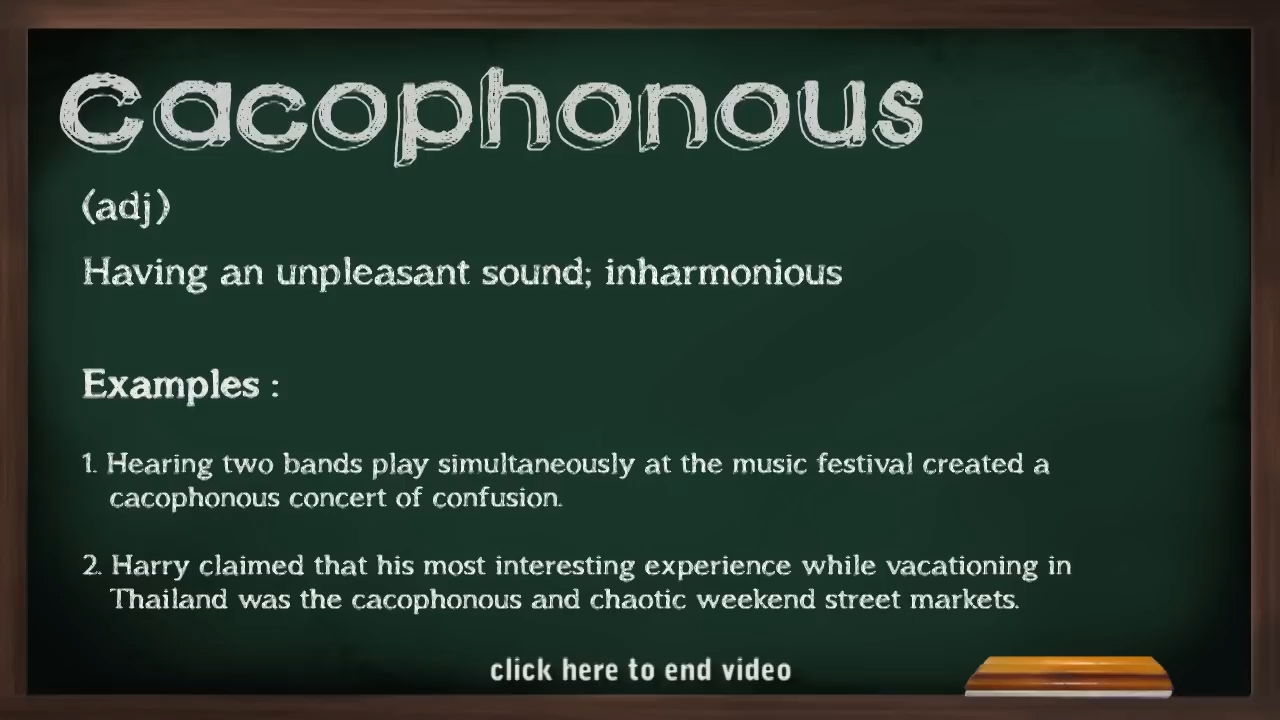 Cacophonous
(adj)
Having an unpleasant sound; inharmonious
Examples :
1. Hearing two bands play simultaneously at the music festival created a
cacophonous concert of confusion.
2. Harry claimed that his most interesting experience while vacationing in
Thailand was the cacophonous and chaotic weekend street markets.
click here to end video